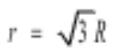 r = √3 R